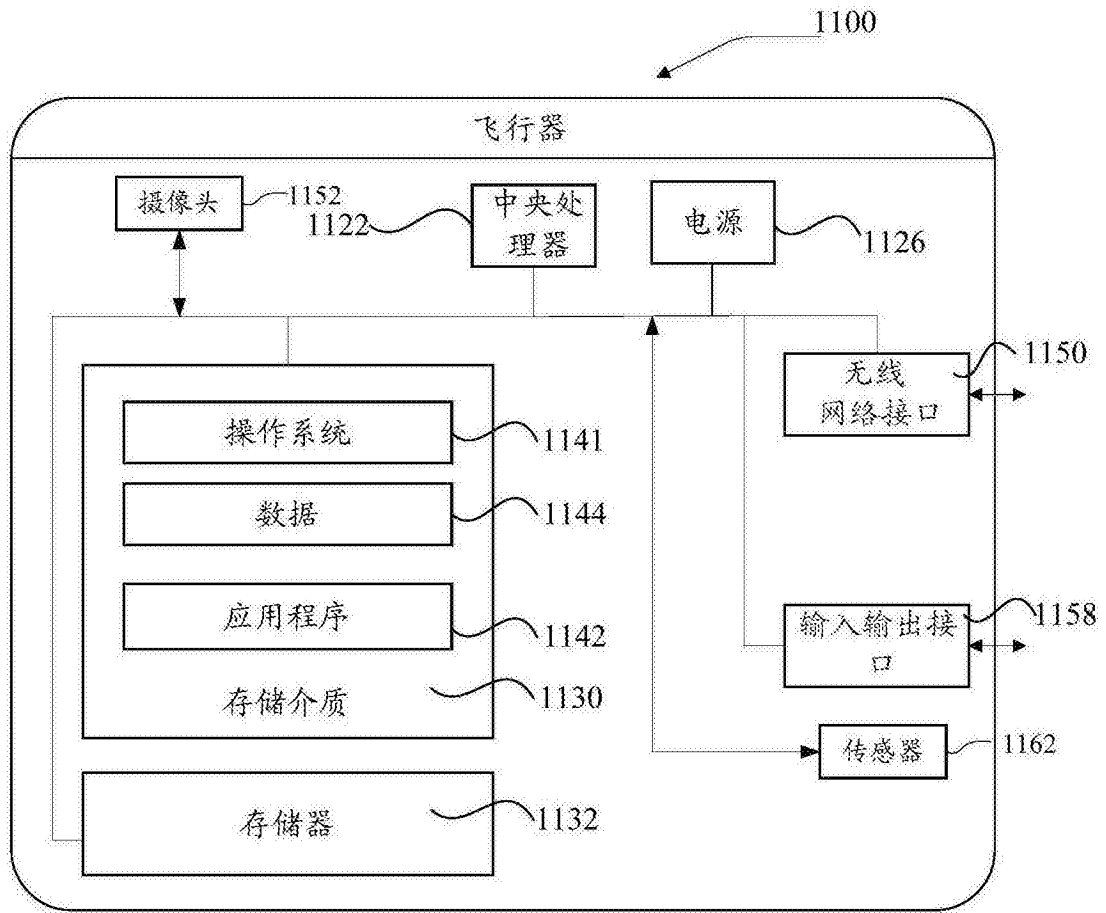 1100
飞行器
摄像头
1152
1122
中央处
理器
电源
1126
无线
网络接口
1150
操作系统
1141
数据
1144
应用程序
1142
存储介质
1130
输入输出接
口
1158
传感器
1162
存储器
1132